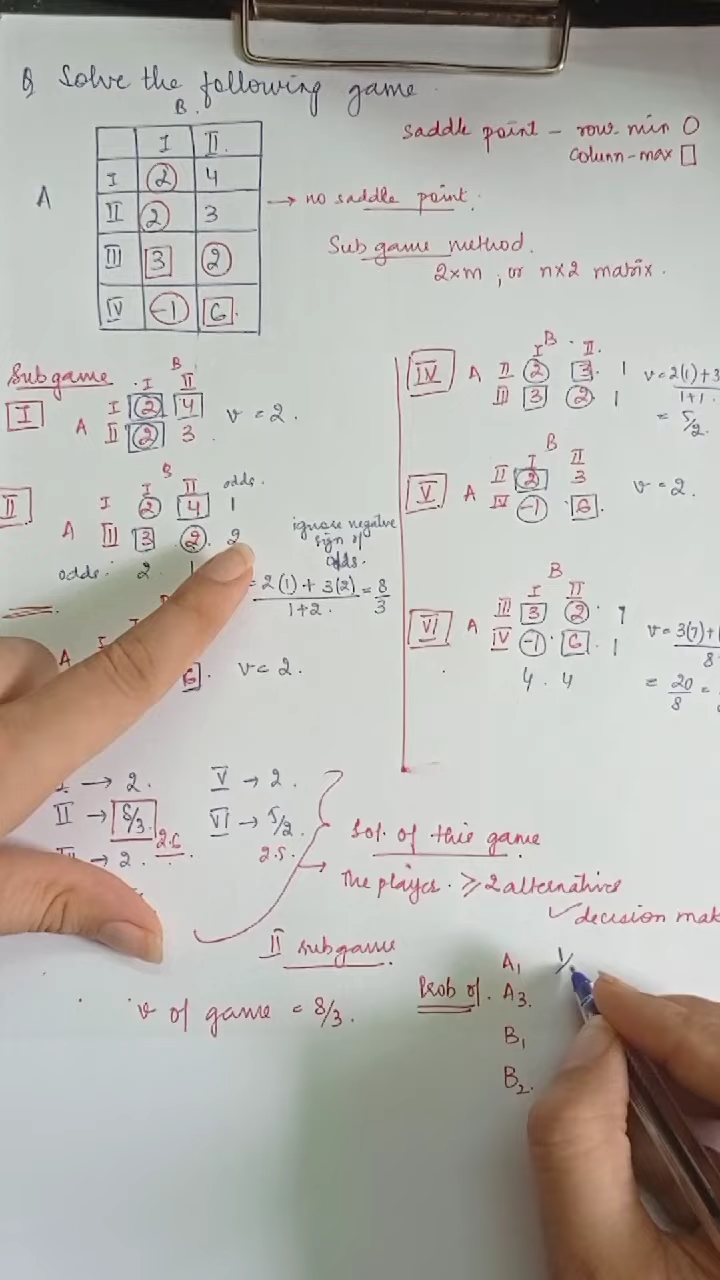 Q Solve the following game.
B.
I II.
A
I 2 4
II 2 3
III 3 2
IV -1 6.
saddle point - row min O
column-max □
→ no saddle point.
Sub game method.
2×m, or n×2 matrix.
Subgame
I
B
I II
A
I 2 4
II 2 3.
v = 2.
II
B
I II odds.
A
I 2 4 1
III 3 2. 2
odds: 2 1
ignore negative
sign of
odds.
= 2(1) + 3(2) = 8
1+2. 3
A
6. v = 2.
IV
B
I II.
A
II 2 3. 1
III 3 2 1
v = 2(1) + 3
1+1.
= 5/2.
V
B
I II
A
II 2 3
IV -1 6.
v = 2.
VI
B
I II
A
III 3 2. 7
IV -1. 6. 1
4. 4
v = 3(7) + (
8
= 20 =
8
I → 2. V → 2.
II → 8/3. VI → 5/2
2.6 2.5.
→ 2.
Sol. of this game
→ The player. ⩾ 2 alternatives
✓ decision mak
II subgame
v of game = 8/3.
Prob of.
A₁ 1/
A₃.
B₁
B₂.